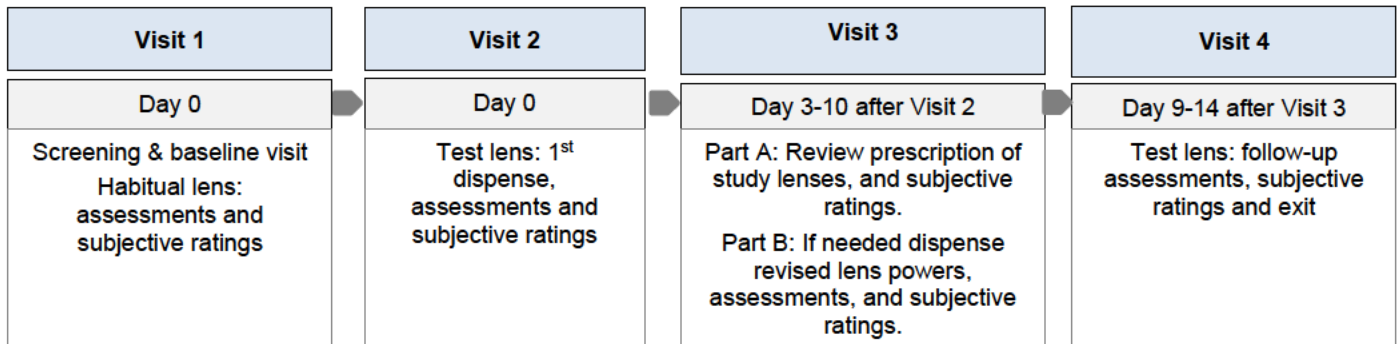 Visit 1
Day 0
Screening & baseline visit
Habitual lens:
assessments and
subjective ratings
Visit 2
Day 0
Test lens: 1st
dispense,
assessments and
subjective ratings
Visit 3
Day 3-10 after Visit 2
Part A: Review prescription of
study lenses, and subjective
ratings.
Part B: If needed dispense
revised lens powers,
assessments, and subjective
ratings.
Visit 4
Day 9-14 after Visit 3
Test lens: follow-up
assessments, subjective
ratings and exit